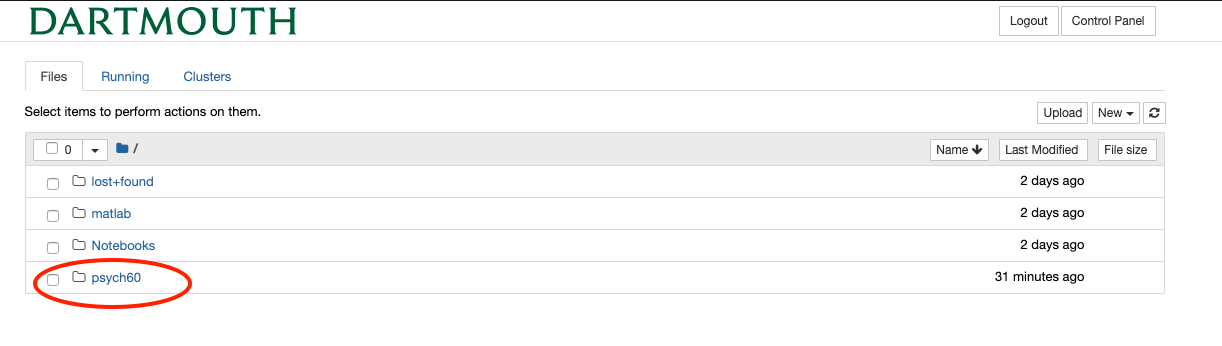 DARTMOUTH
Logout Control Panel
Files Running Clusters
Select items to perform actions on them.
Upload New
0 / Name Last Modified File size
lost+found 2 days ago
matlab 2 days ago
Notebooks 2 days ago
psych60 31 minutes ago